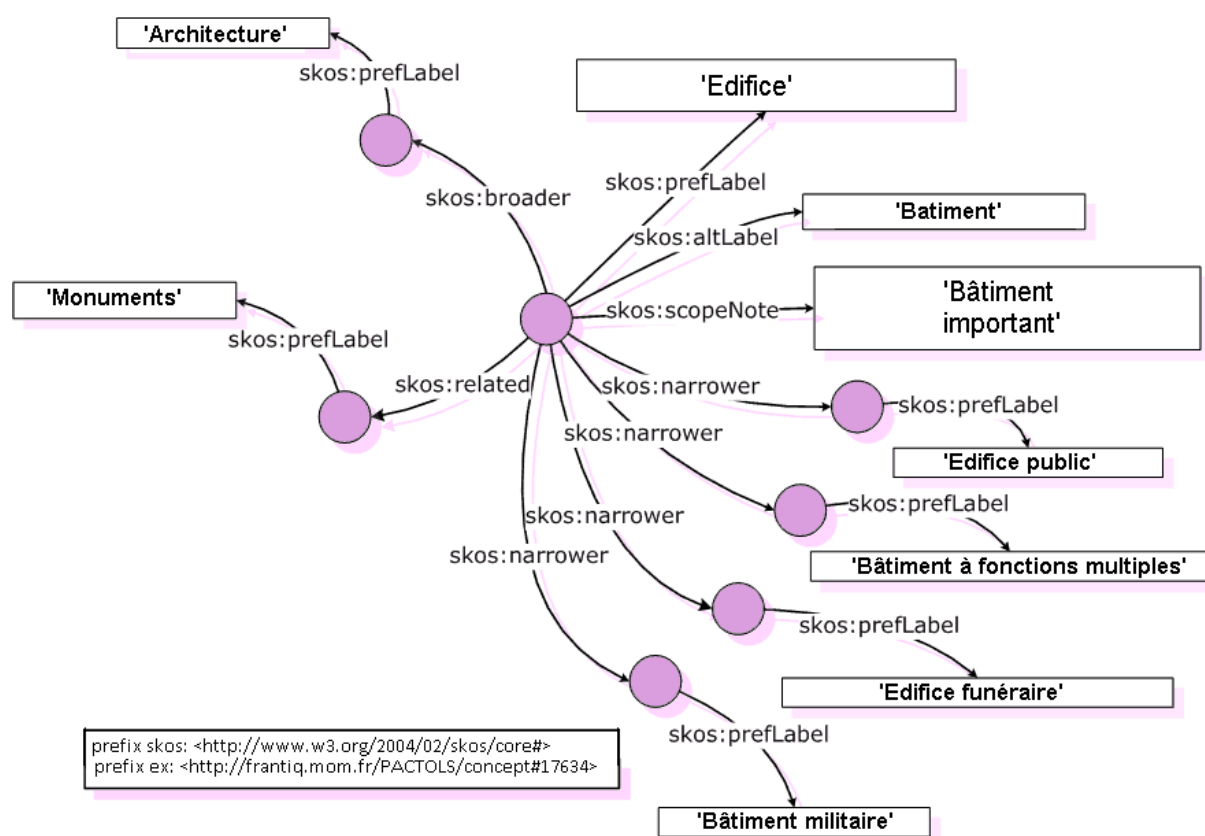 'Architecture'
skos:prefLabel
'Edifice'
skos:prefLabel
skos:broader
'Batiment'
skos:altLabel
'Monuments'
skos:prefLabel
skos:scopeNote
'Bâtiment
important'
skos:related
skos:narrower
skos:prefLabel
'Edifice public'
skos:narrower
skos:prefLabel
'Bâtiment à fonctions multiples'
skos:narrower
skos:prefLabel
'Edifice funéraire'
skos:narrower
skos:prefLabel
'Bâtiment militaire'
prefix skos: <http://www.w3.org/2004/02/skos/core#>
prefix ex: <http://frantiq.mom.fr/PACTOLS/concept#17634>